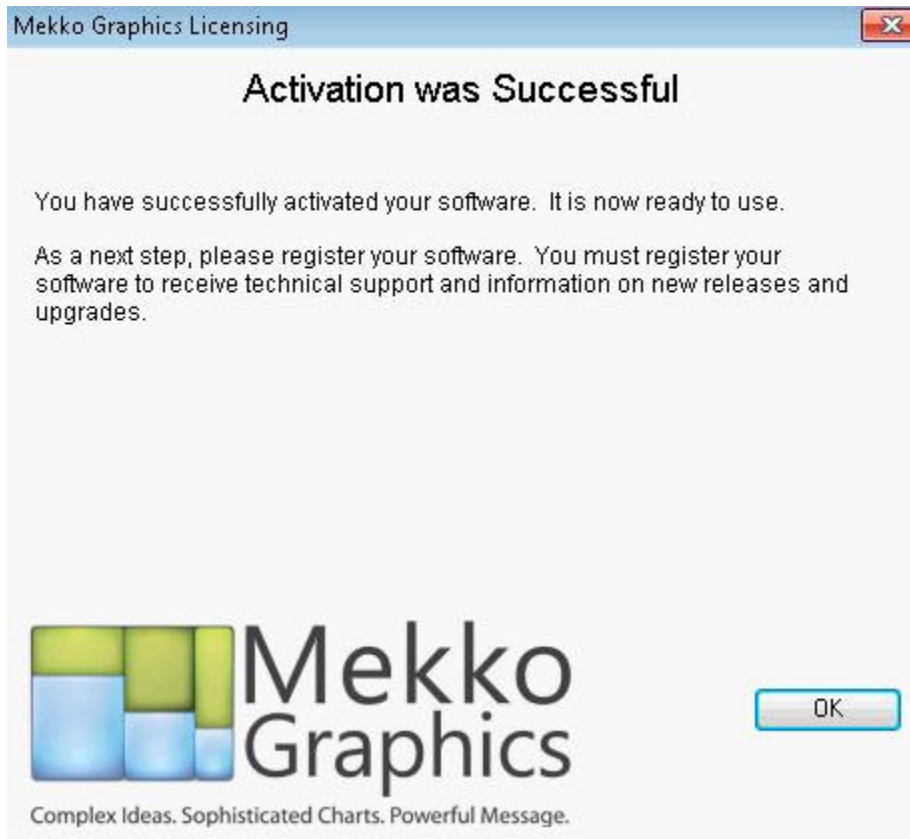 Mekko Graphics Licensing
Activation was Successful
You have successfully activated your software.  It is now ready to use.
As a next step, please register your software.  You must register your
software to receive technical support and information on new releases and
upgrades.
Mekko
Graphics
OK
Complex Ideas. Sophisticated Charts. Powerful Message.